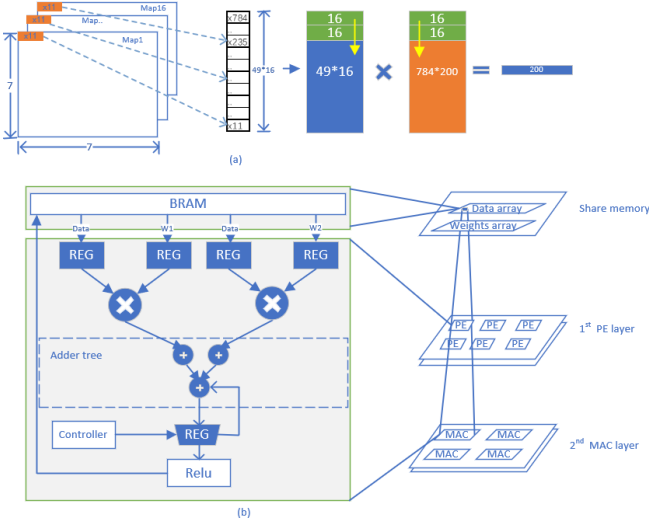 x11
Map16
x11
Map..
x11
Map1
7
7
x784
..
x235
..
..
..
..
..
x11
49*16
16
16
49*16
16
16
784*200
200
(a)
BRAM
Data
W1
Data
W2
REG
REG
REG
REG
Adder tree
Controller
REG
Relu
(b)
Data array
Weights array
Share memory
PE
PE
PE
PE
PE
PE
1st PE layer
MAC
MAC
MAC
MAC
2nd MAC layer